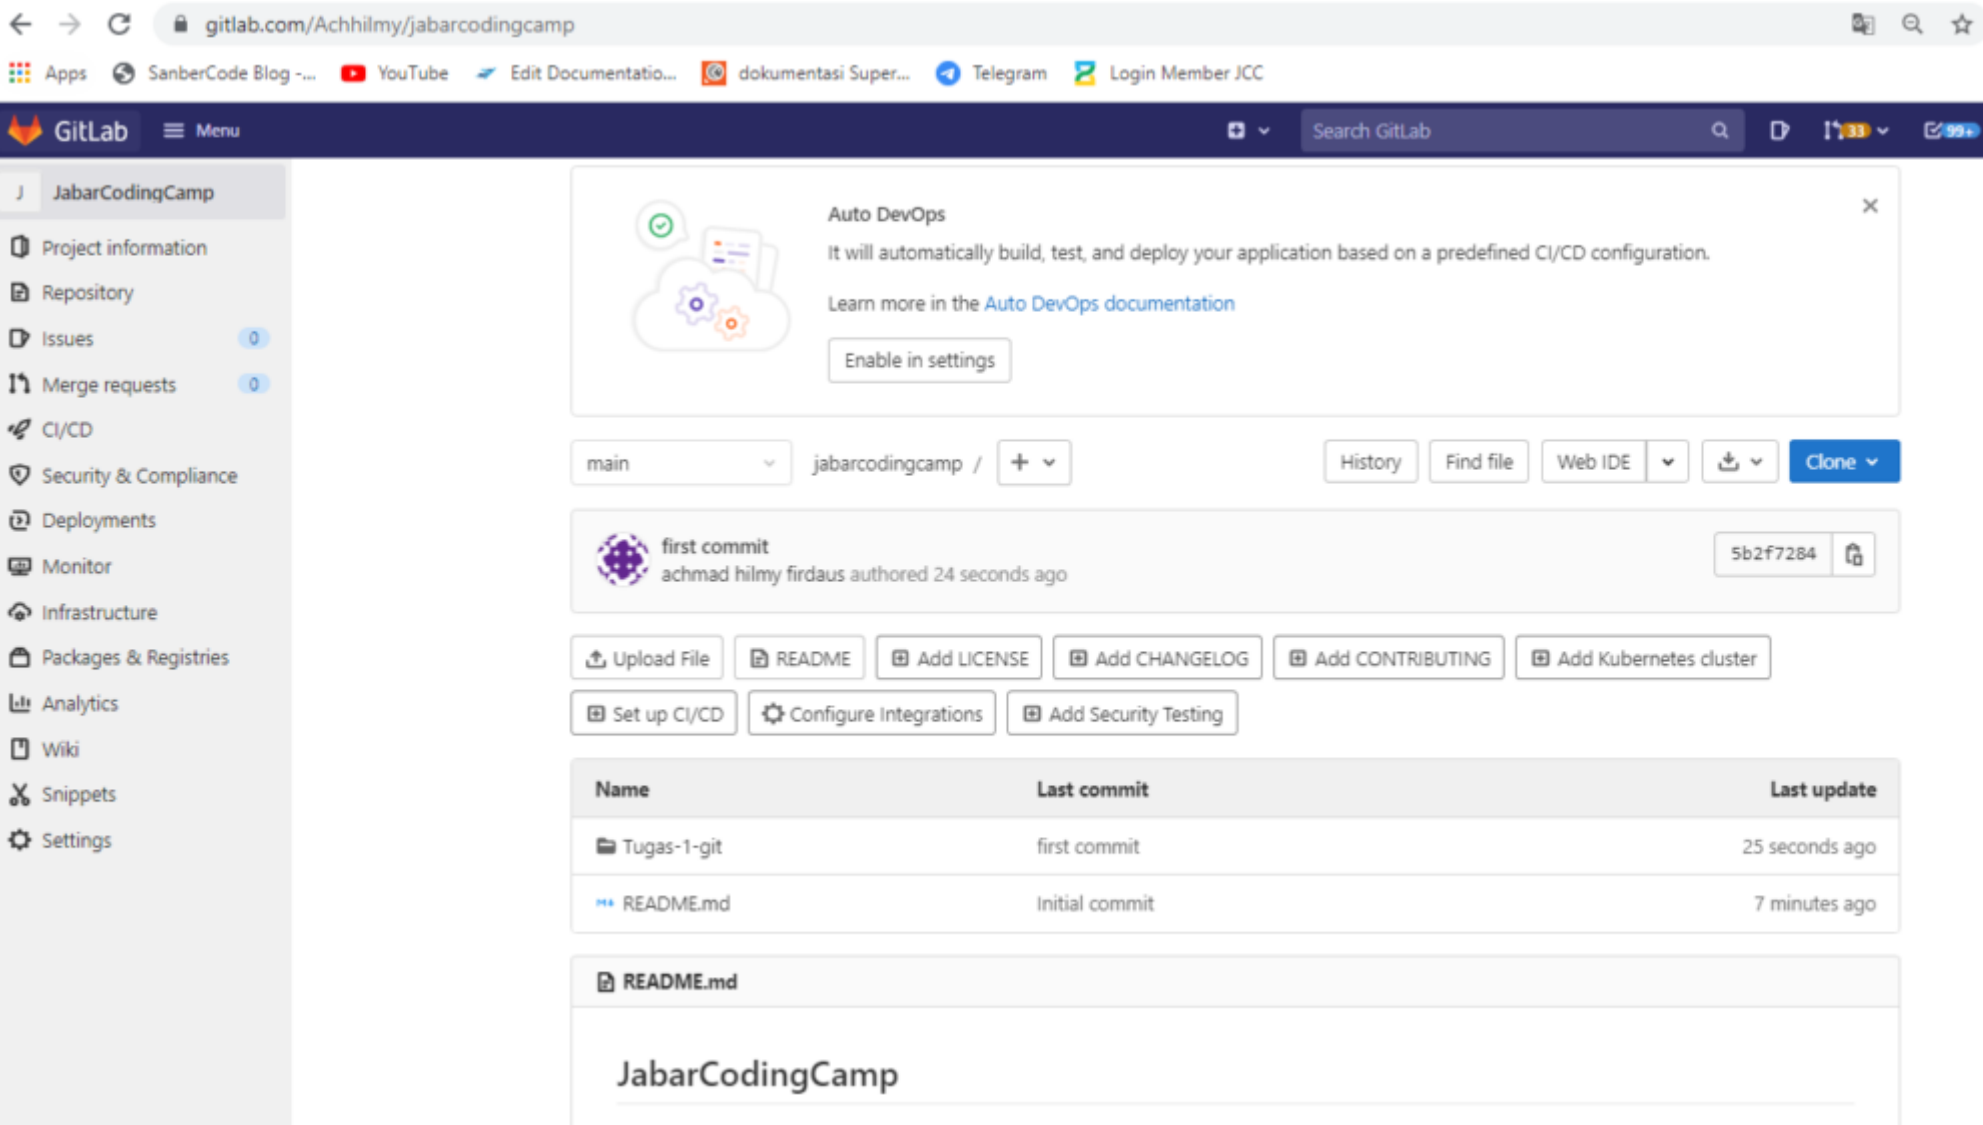 gitlab.com/Achhilmy/jabarcodingcamp
Apps SanberCode Blog -... YouTube Edit Documentatio... dokumentasi Super... Telegram Login Member JCC
GitLab Menu Search GitLab 33 99+
J JabarCodingCamp
Project information
Repository
Issues 0
Merge requests 0
CI/CD
Security & Compliance
Deployments
Monitor
Infrastructure
Packages & Registries
Analytics
Wiki
Snippets
Settings
Auto DevOps
It will automatically build, test, and deploy your application based on a predefined CI/CD configuration.
Learn more in the Auto DevOps documentation
Enable in settings
main jabarcodingcamp / + History Find file Web IDE Clone
first commit
achmad hilmy firdaus authored 24 seconds ago
5b2f7284
Upload File README Add LICENSE Add CHANGELOG Add CONTRIBUTING Add Kubernetes cluster
Set up CI/CD Configure Integrations Add Security Testing
Name Last commit Last update
Tugas-1-git first commit 25 seconds ago
README.md Initial commit 7 minutes ago
README.md
JabarCodingCamp